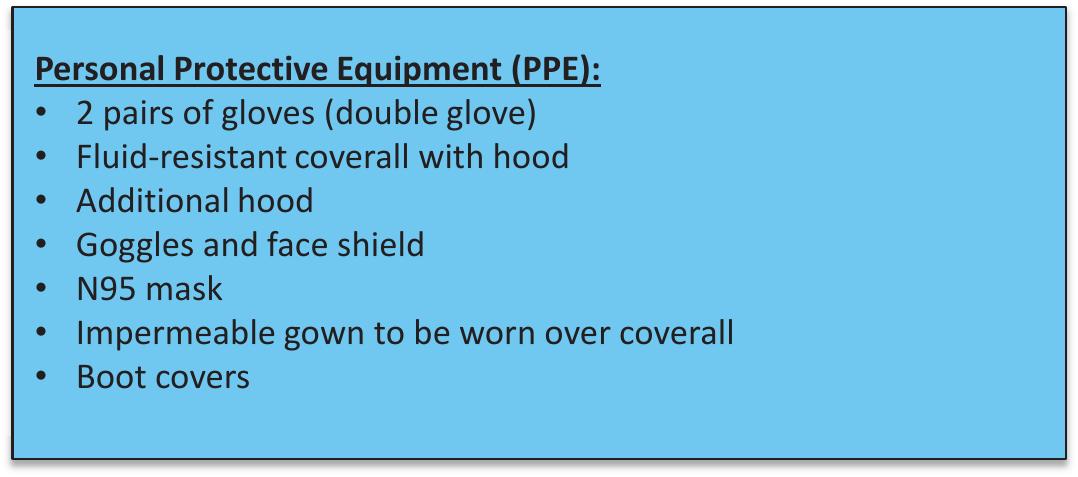 Personal Protective Equipment (PPE):
• 2 pairs of gloves (double glove)
• Fluid-resistant coverall with hood
• Additional hood
• Goggles and face shield
• N95 mask
• Impermeable gown to be worn over coverall
• Boot covers